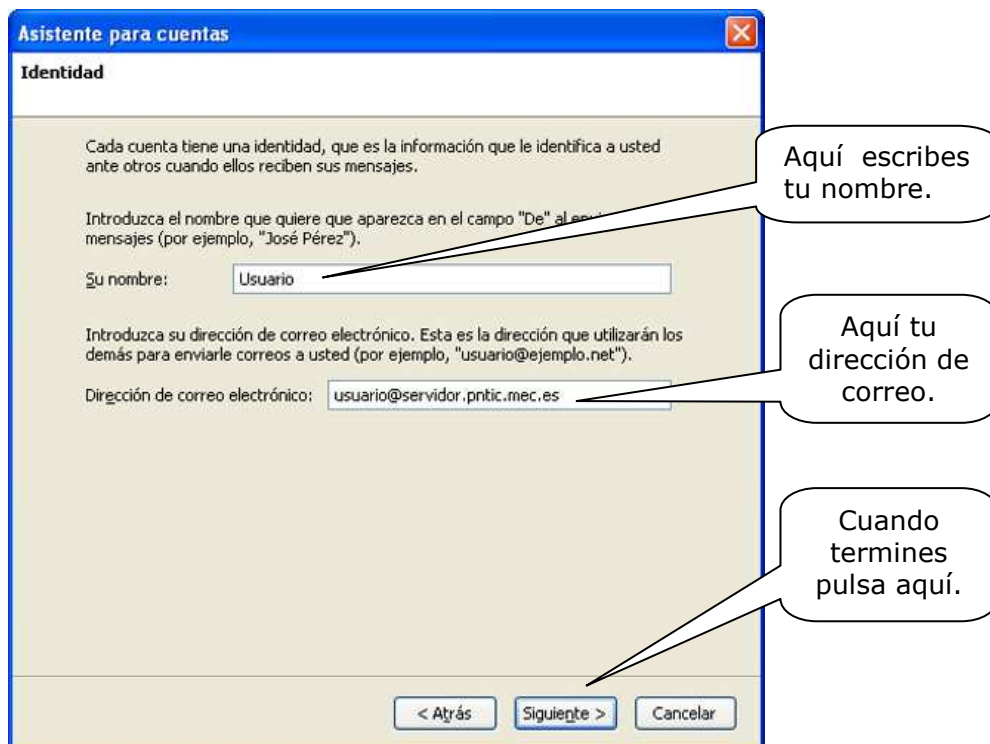 Asistente para cuentas
Identidad
Cada cuenta tiene una identidad, que es la información que le identifica a usted
ante otros cuando ellos reciben sus mensajes.
Aquí escribes
tu nombre.
Introduzca el nombre que quiere que aparezca en el campo "De" al
mensajes (por ejemplo, "José Pérez").
Su nombre:
Usuario
Introduzca su dirección de correo electrónico. Esta es la dirección que utilizarán los
demás para enviarle correos a usted (por ejemplo, "usuario@ejemplo.net").
Aquí tu
dirección de
correo.
Dirección de correo electrónico:
usuario@servidor.pntic.mec.es
Cuando
termines
pulsa aquí.
< Atrás
Siguiente >
Cancelar